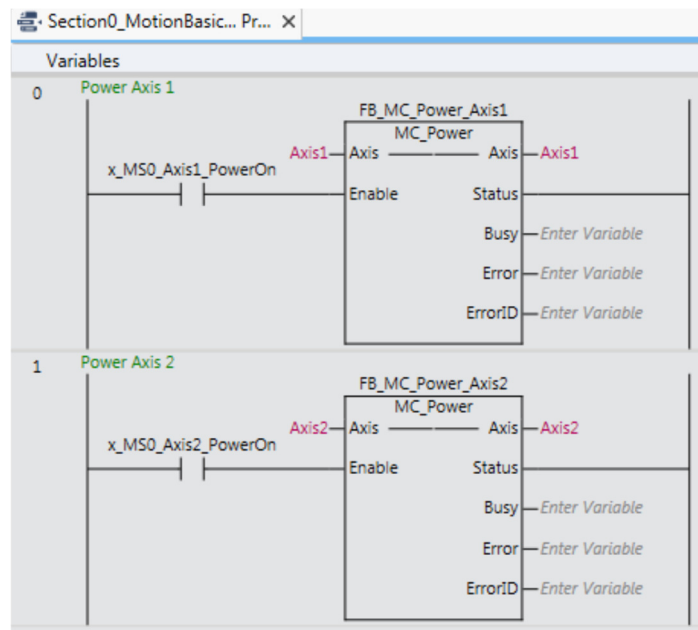 Section0_MotionBasic... Pr... ×
Variables
0 Power Axis 1
FB_MC_Power_Axis1
MC_Power
Axis1 Axis Axis Axis1
x_MS0_Axis1_PowerOn
Enable Status
Busy Enter Variable
Error Enter Variable
ErrorID Enter Variable
1 Power Axis 2
FB_MC_Power_Axis2
MC_Power
Axis2 Axis Axis Axis2
x_MS0_Axis2_PowerOn
Enable Status
Busy Enter Variable
Error Enter Variable
ErrorID Enter Variable